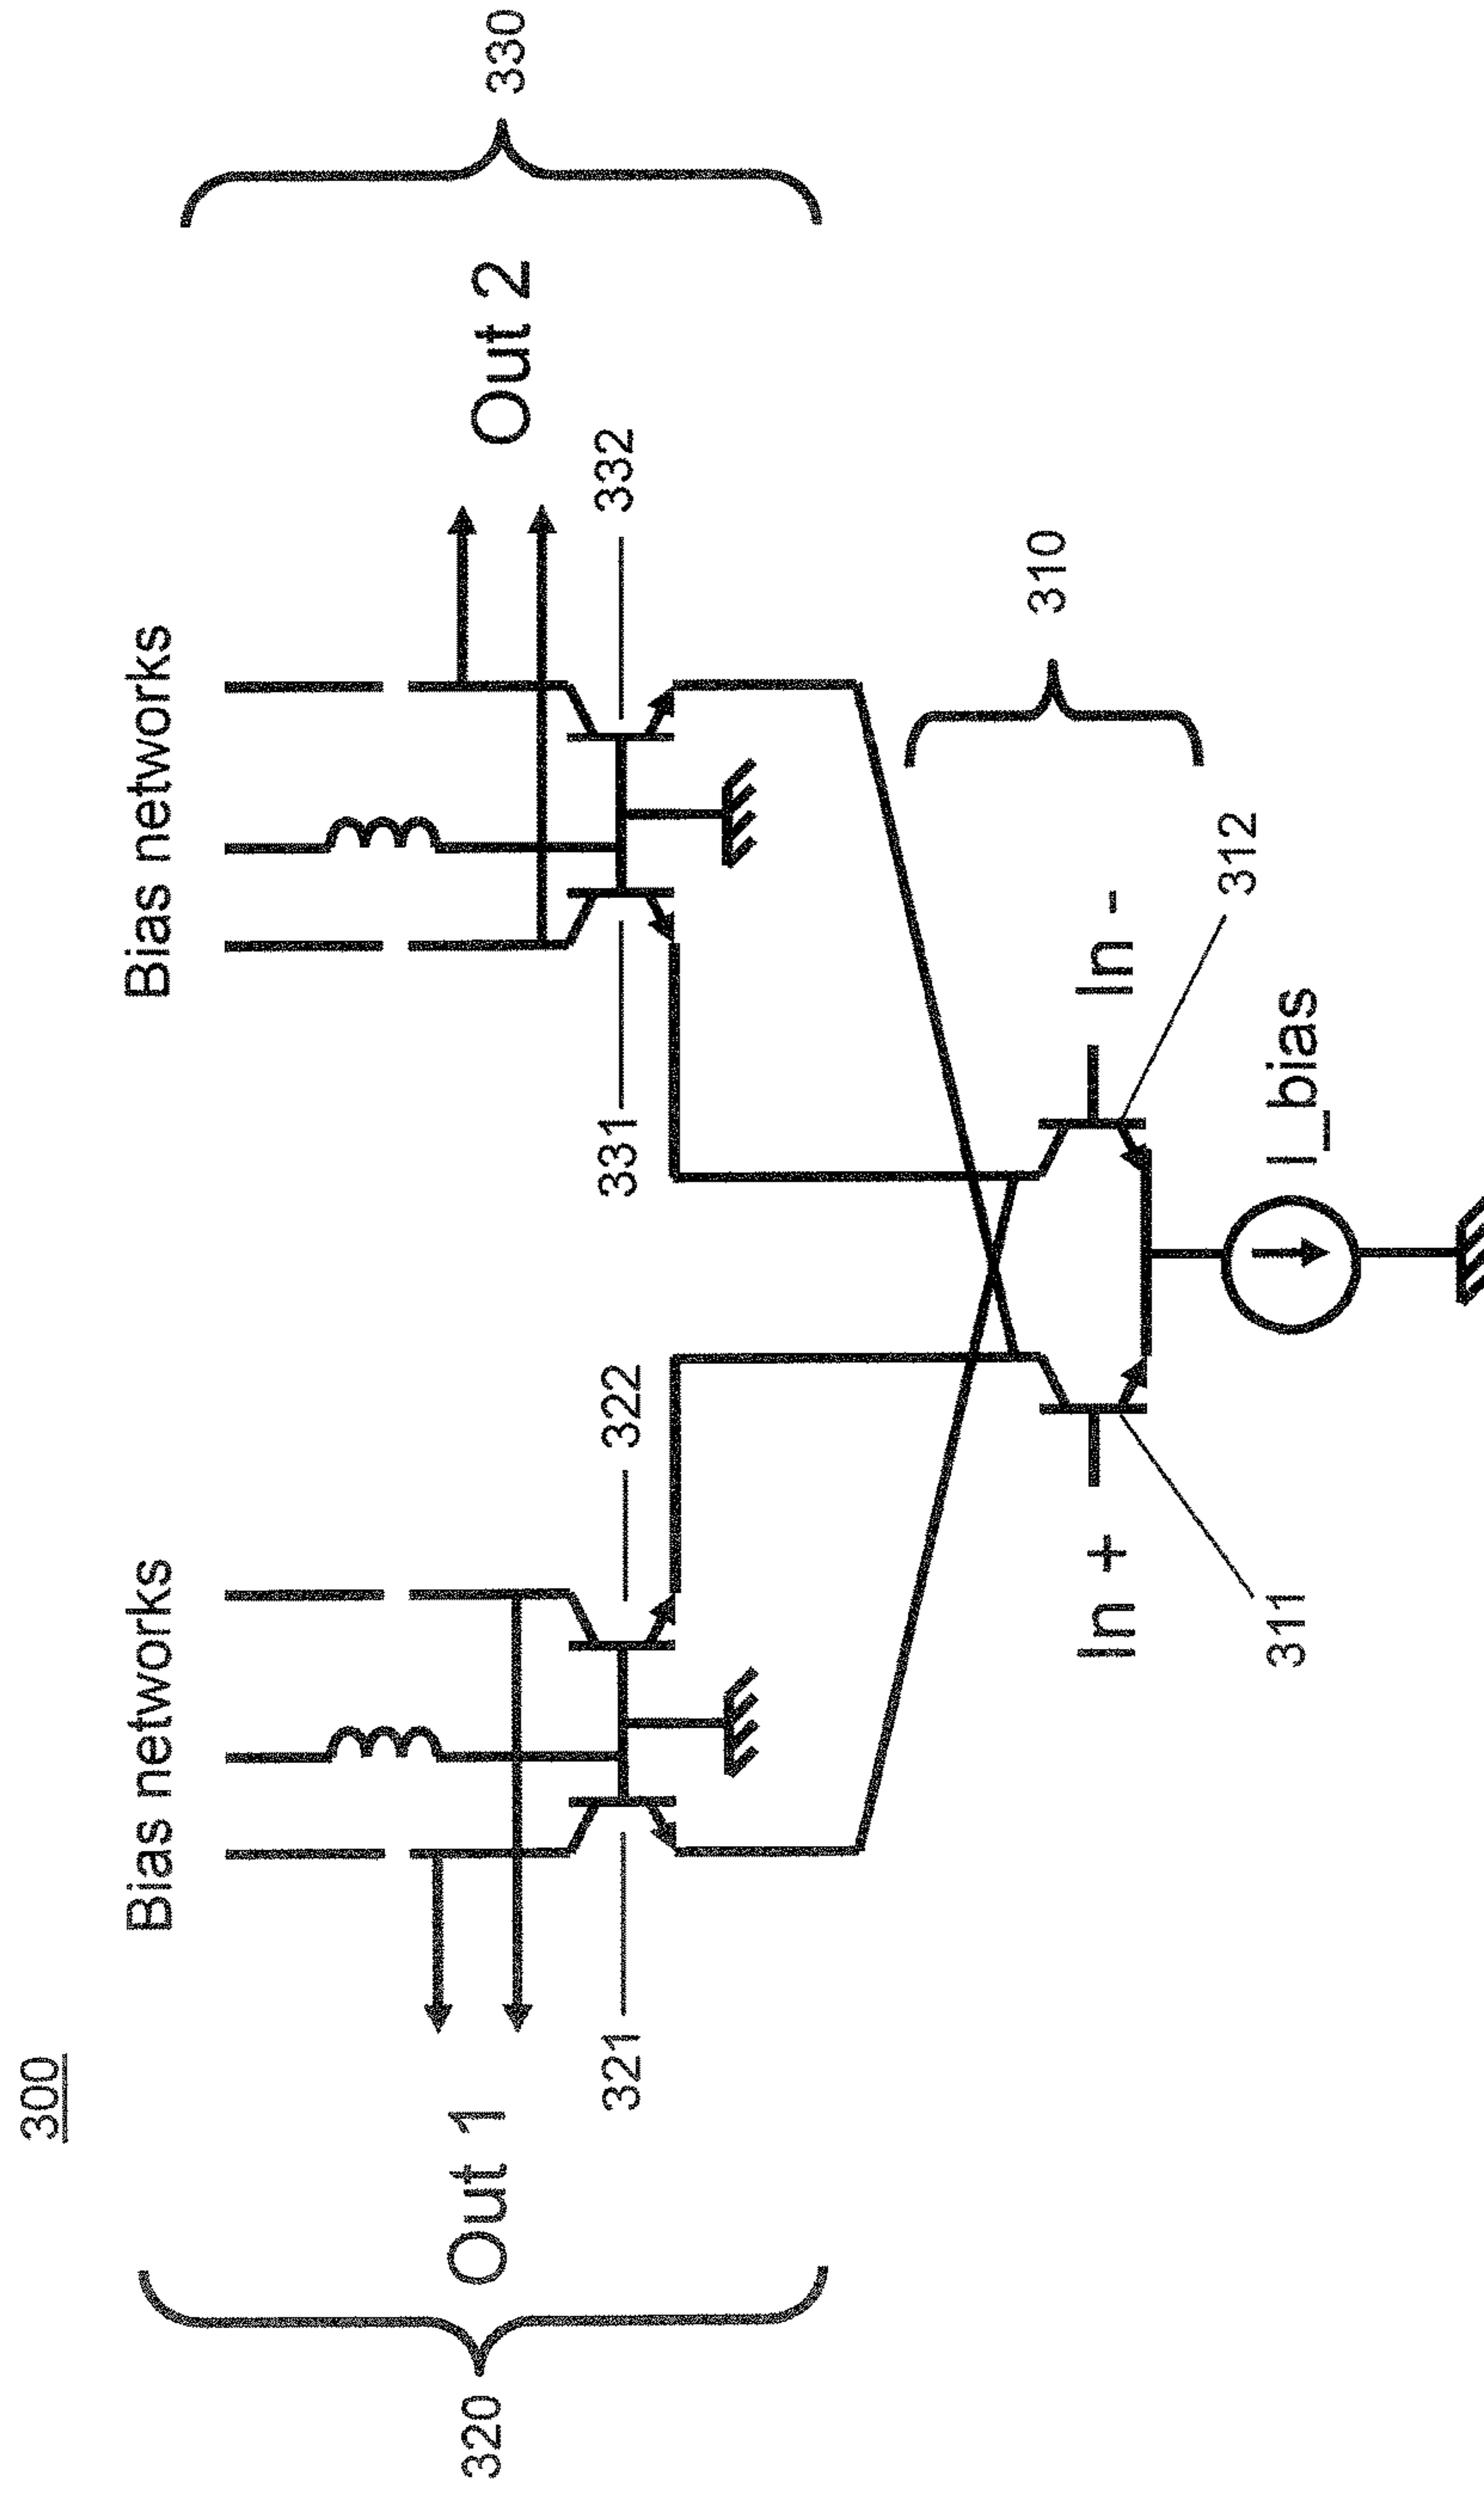 300
Bias networks
Bias networks
320
Out 1
Out 2
330
321
322
331
332
310
In +
In -
311
312
I_bias